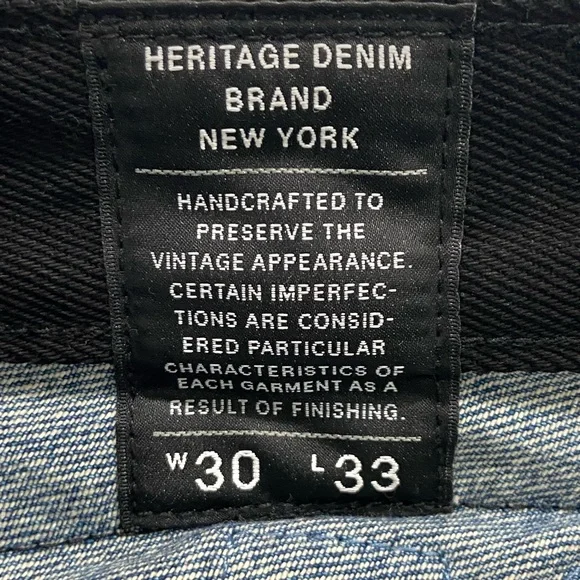 HERITAGE DENIM
BRAND
NEW YORK
HANDCRAFTED TO
PRESERVE THE
VINTAGE APPEARANCE.
CERTAIN IMPERFEC-
TIONS ARE CONSID-
ERED PARTICULAR
CHARACTERISTICS OF
EACH GARMENT AS A
RESULT OF FINISHING.
W30 L33